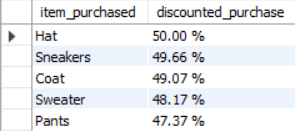 item_purchased discounted_purchase
Hat 50.00 %
Sneakers 49.66 %
Coat 49.07 %
Sweater 48.17 %
Pants 47.37 %